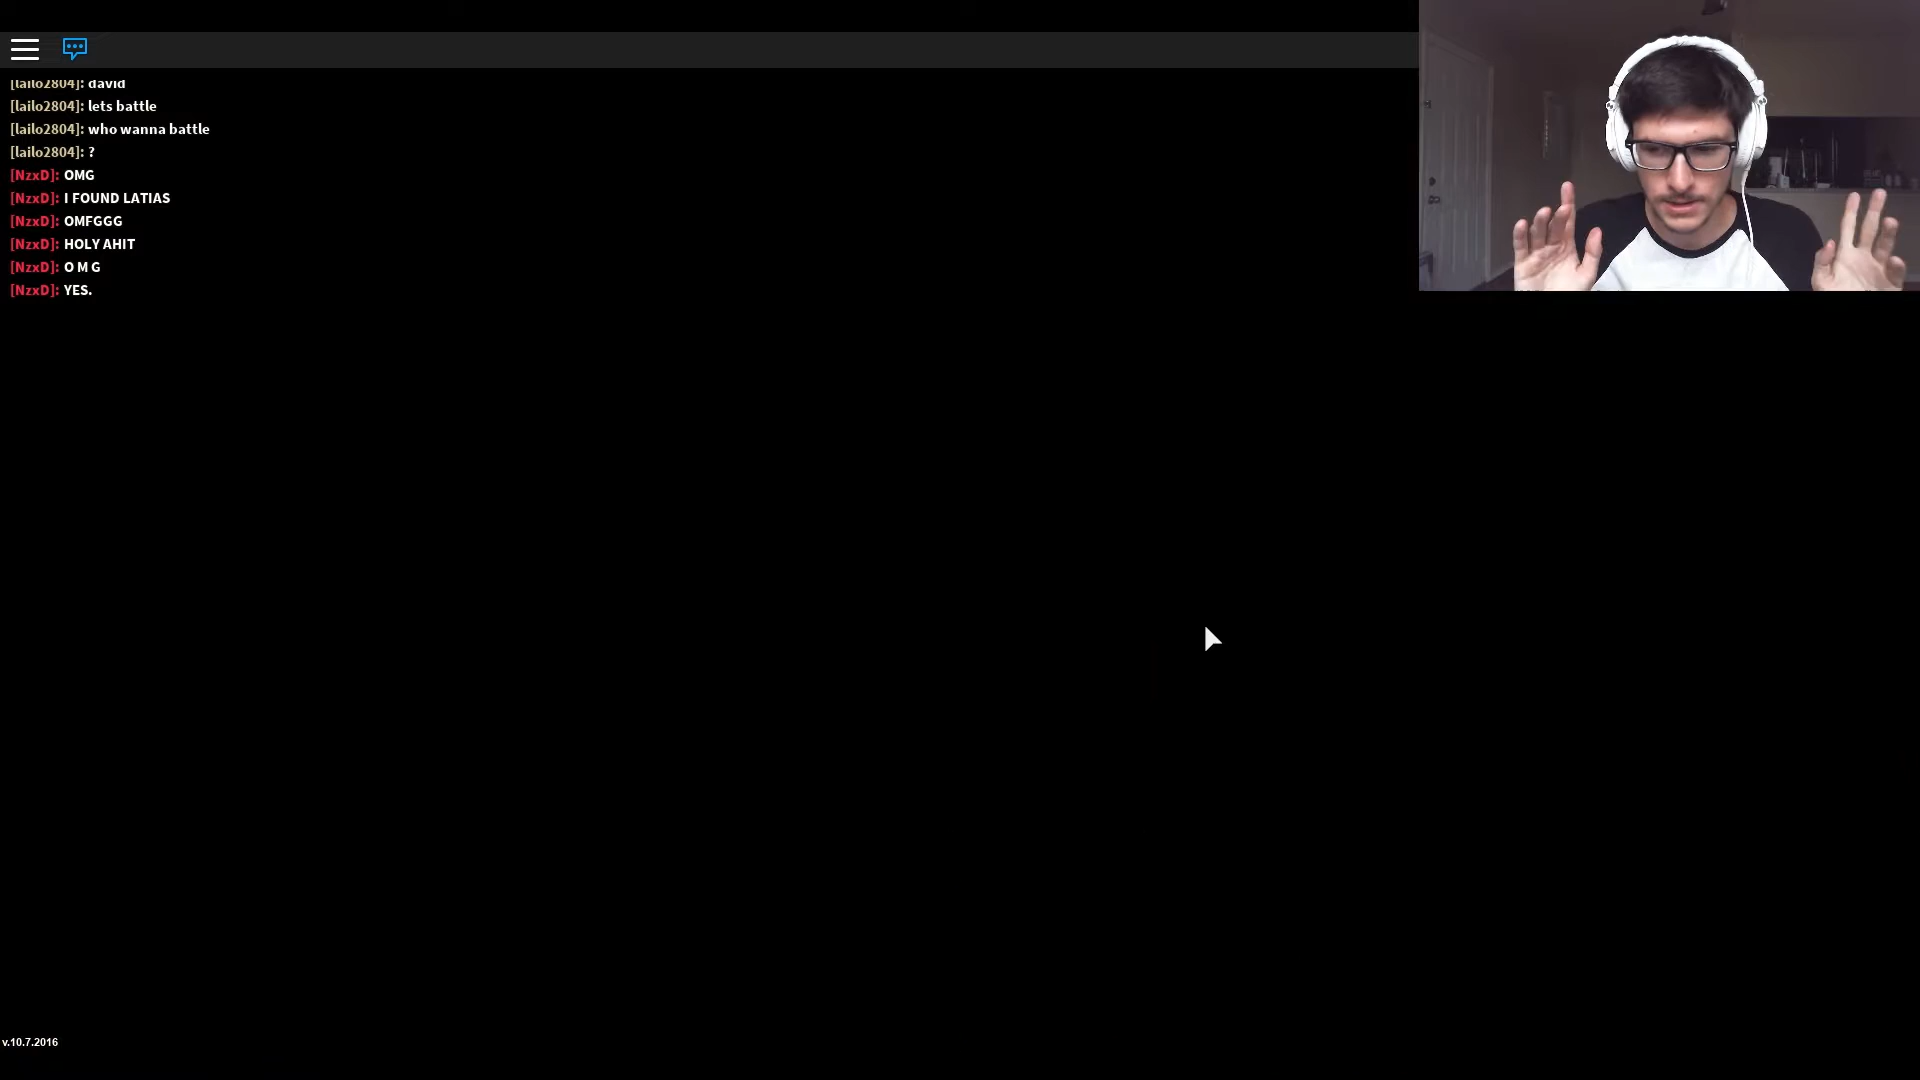 [lailo2804]: david
[lailo2804]: lets battle
[lailo2804]: who wanna battle
[lailo2804]: ?
[NzxD]: OMG
[NzxD]: I FOUND LATIAS
[NzxD]: OMFGGG
[NzxD]: HOLY AHIT
[NzxD]: O M G
[NzxD]: YES.
v.10.7.2016